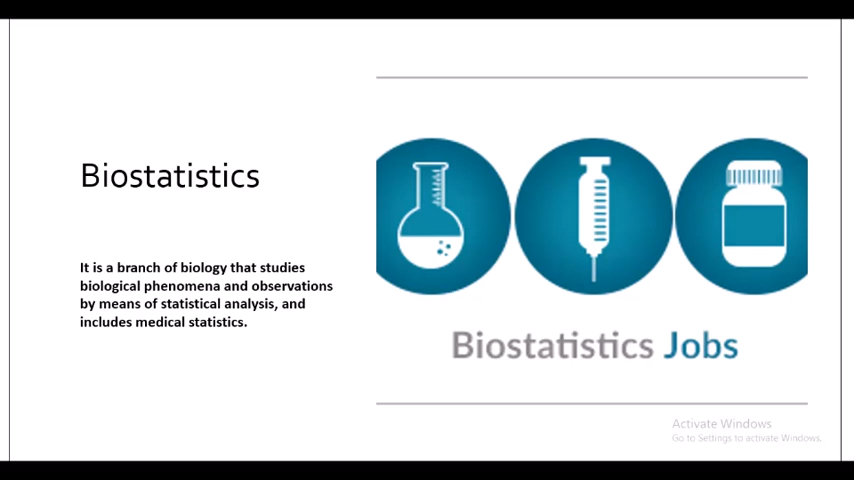 Biostatistics
It is a branch of biology that studies
biological phenomena and observations
by means of statistical analysis, and
includes medical statistics.
Biostatistics Jobs
Activate Windows
Go to Settings to activate Windows.